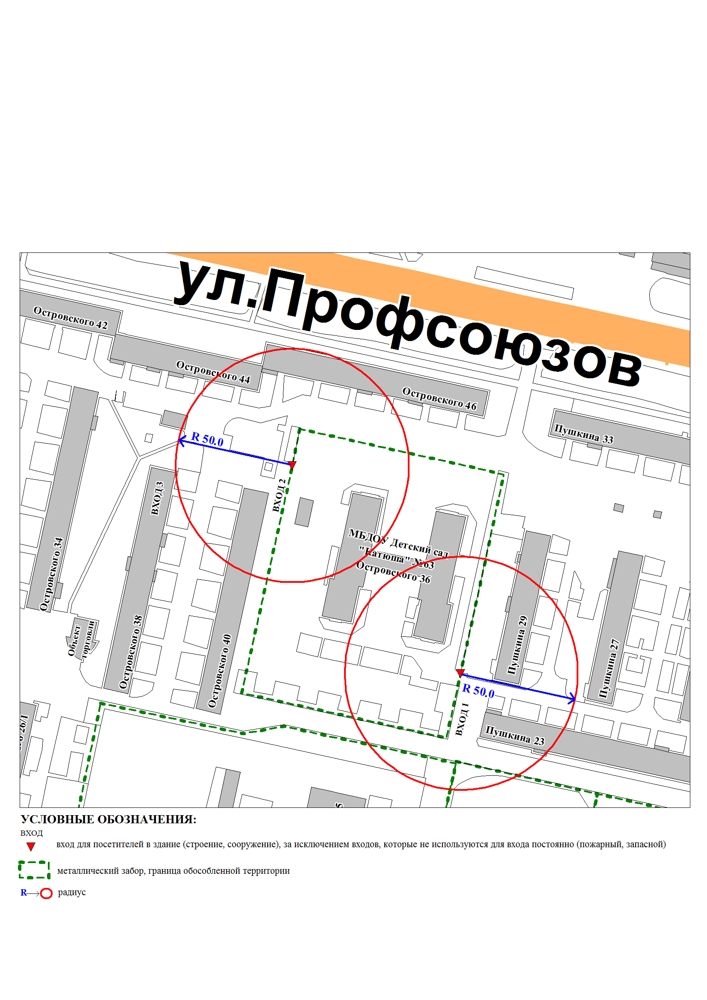 ул.Профсоюзов
Островского 42
Островского 44
Островского 46
Пушкина 33
R 50.0
ВХОД 2
ВХОД 3
МБДОУ Детский сад
"Катюша" №63
Островского 36
Островского 34
Объект
торговли
Островского 38
Островского 40
Пушкина 29
Пушкина 27
R 50.0
ВХОД 1
Пушкина 23
26/1
УСЛОВНЫЕ ОБОЗНАЧЕНИЯ:
ВХОД
вход для посетителей в здание (строение, сооружение), за исключением входов, которые не используются для входа постоянно (пожарный, запасной)
металлический забор, граница обособленной территории
R
радиус